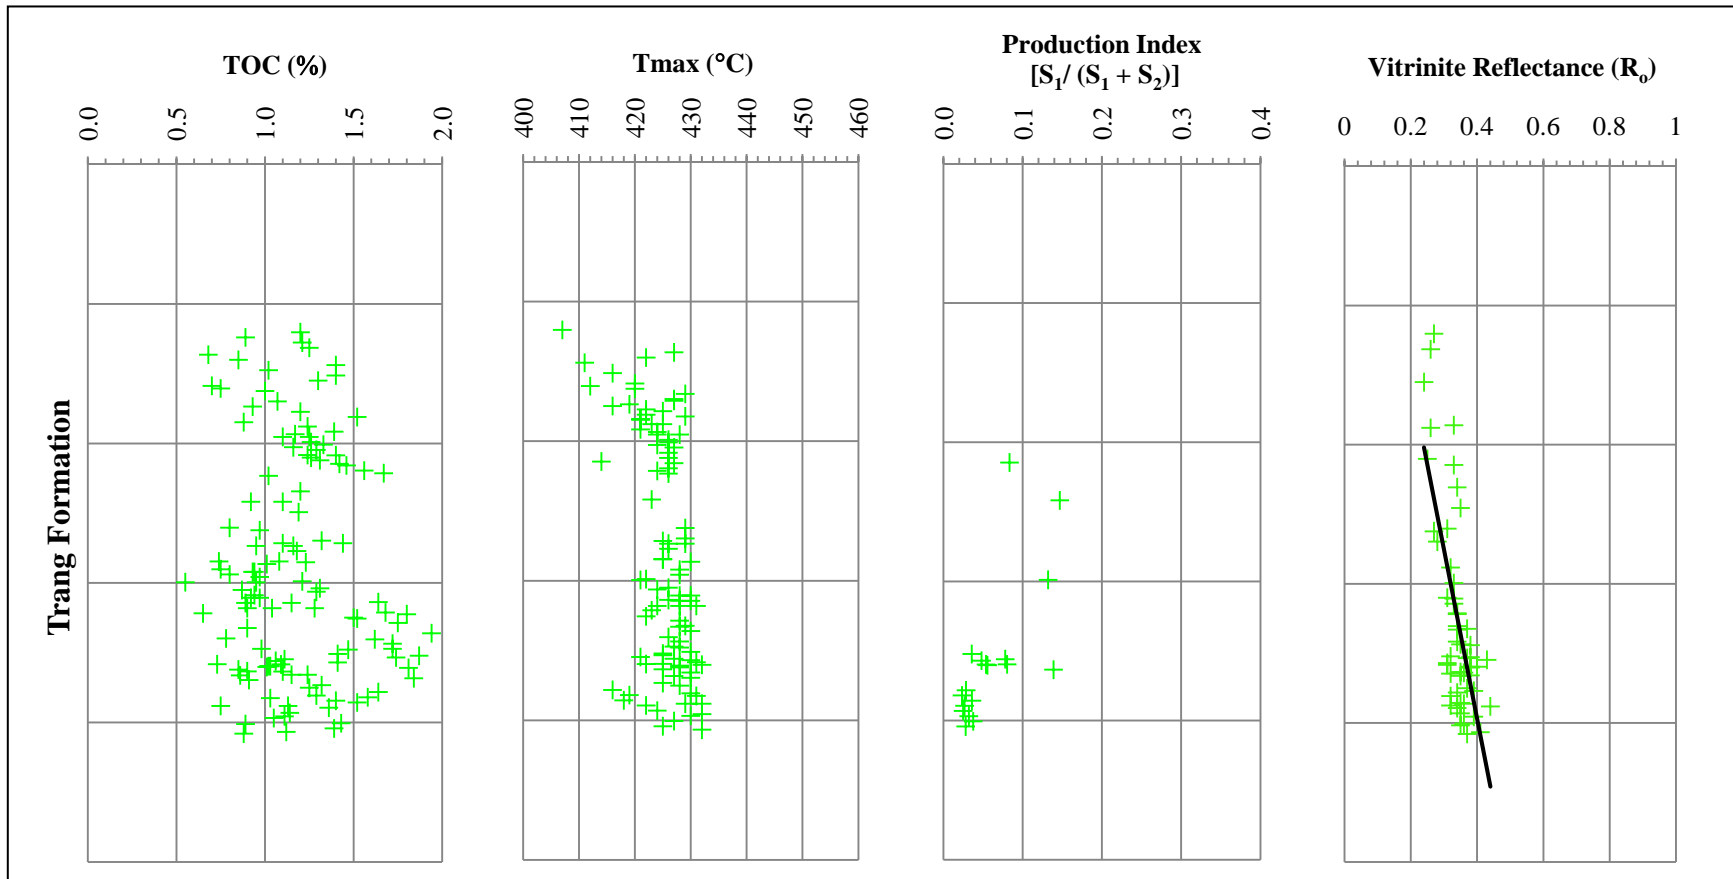 TOC (%)
0.0 0.5 1.0 1.5 2.0
Tmax (°C)
400 410 420 430 440 450 460
Production Index
[S₁/ (S₁ + S₂)]
0.0 0.1 0.2 0.3 0.4
Vitrinite Reflectance (Rₒ)
0 0.2 0.4 0.6 0.8 1
Trang Formation